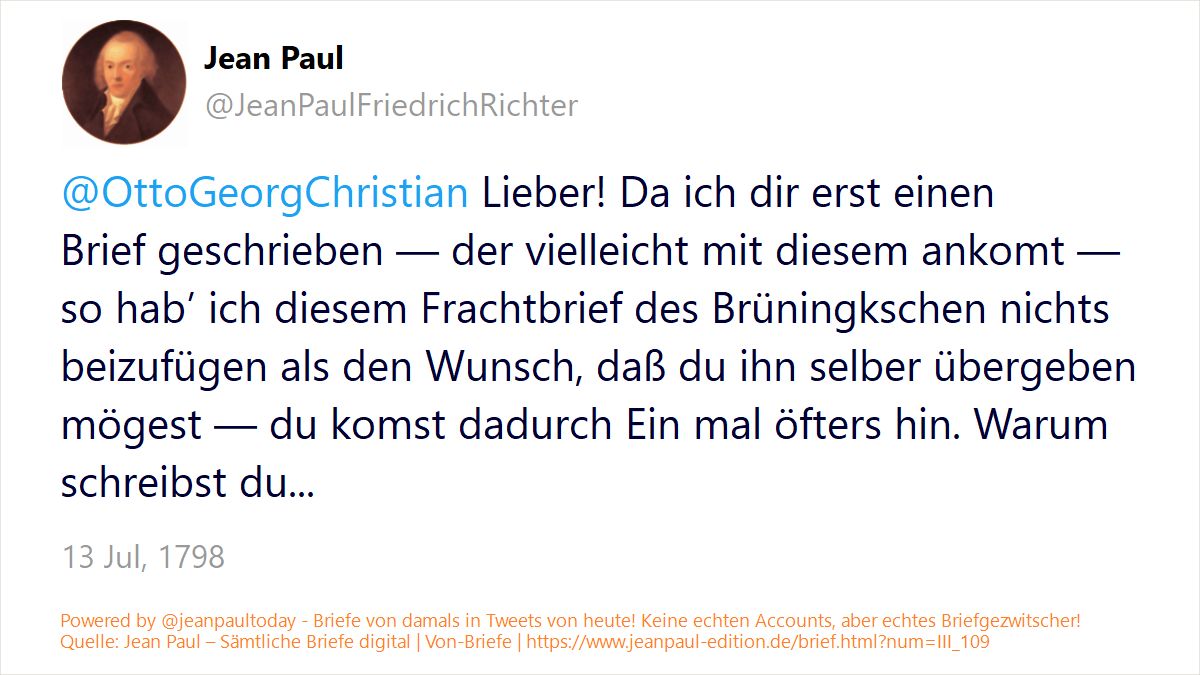 Jean Paul
@JeanPaulFriedrichRichter
@OttoGeorgChristian Lieber! Da ich dir erst einen
Brief geschrieben — der vielleicht mit diesem ankomt —
so hab’ ich diesem Frachtbrief des Brüningkschen nichts
beizufügen als den Wunsch, daß du ihn selber übergeben
mögest — du komst dadurch Ein mal öfters hin. Warum
schreibst du...
13 Jul, 1798
Powered by @jeanpaultoday - Briefe von damals in Tweets von heute! Keine echten Accounts, aber echtes Briefgezwitscher!
Quelle: Jean Paul – Sämtliche Briefe digital | Von-Briefe | https://www.jeanpaul-edition.de/brief.html?num=III_109